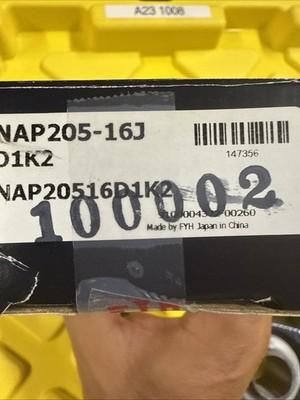 A23 1008
NAP205-16J
D1K2
147356
NAP20516D1K2
100002
Made by FYH Japan in China